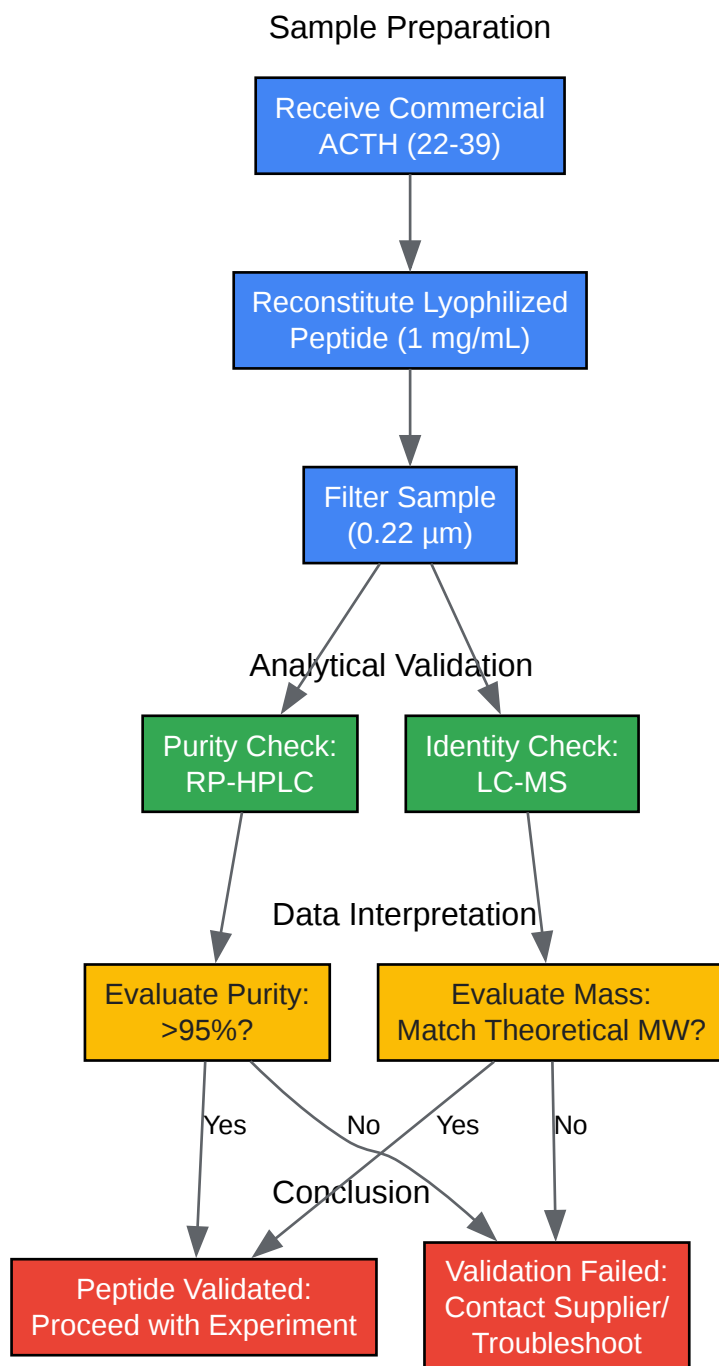 Sample Preparation
Receive Commercial
ACTH (22-39)
Reconstitute Lyophilized
Peptide (1 mg/mL)
Filter Sample
(0.22 µm)
Analytical Validation
Purity Check:
RP-HPLC
Identity Check:
LC-MS
Data Interpretation
Evaluate Purity:
>95%?
Evaluate Mass:
Match Theoretical MW?
Yes
No
Yes
No
Conclusion
Peptide Validated:
Proceed with Experiment
Validation Failed:
Contact Supplier/
Troubleshoot